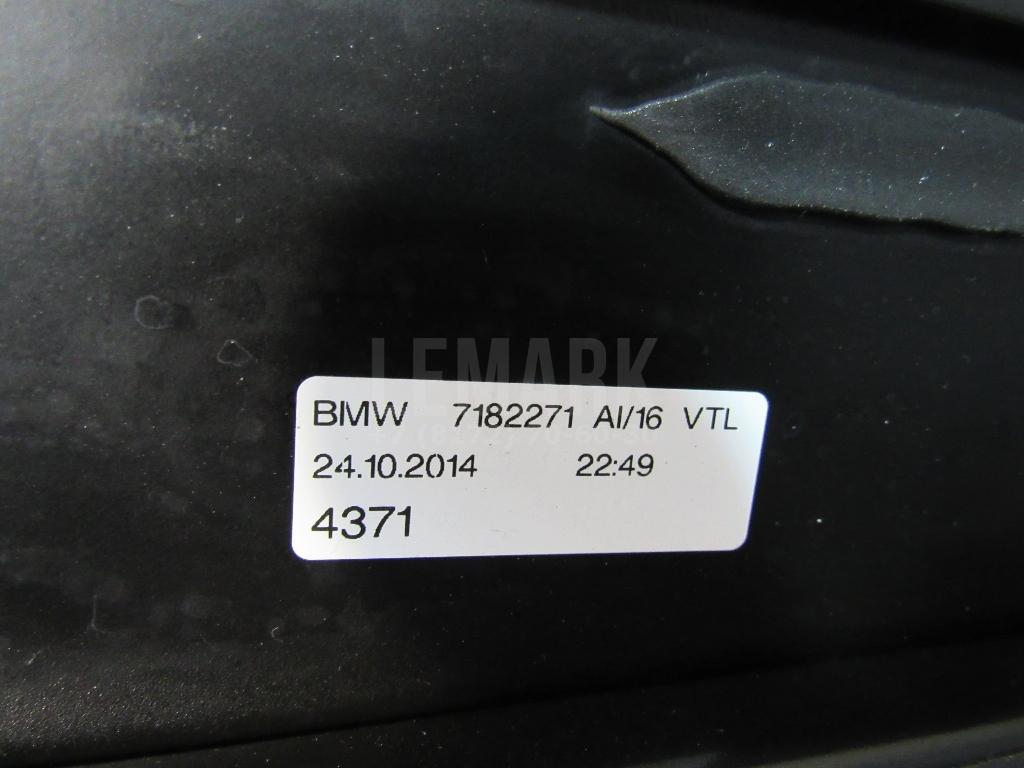 LEMARK
BMW 7182271 AI/16 VTL
24.10.2014 22:49
4371